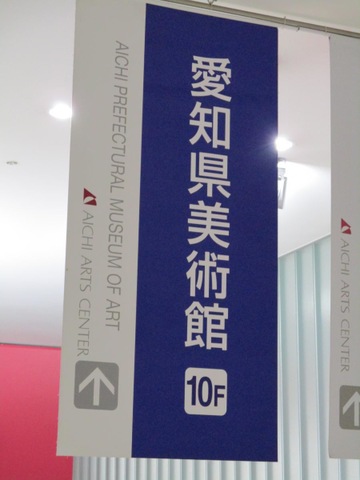 愛知県美術館
10F
AICHI PREFECTURAL MUSEUM OF ART
AICHI ARTS CENTER
AICHI ARTS CENTER